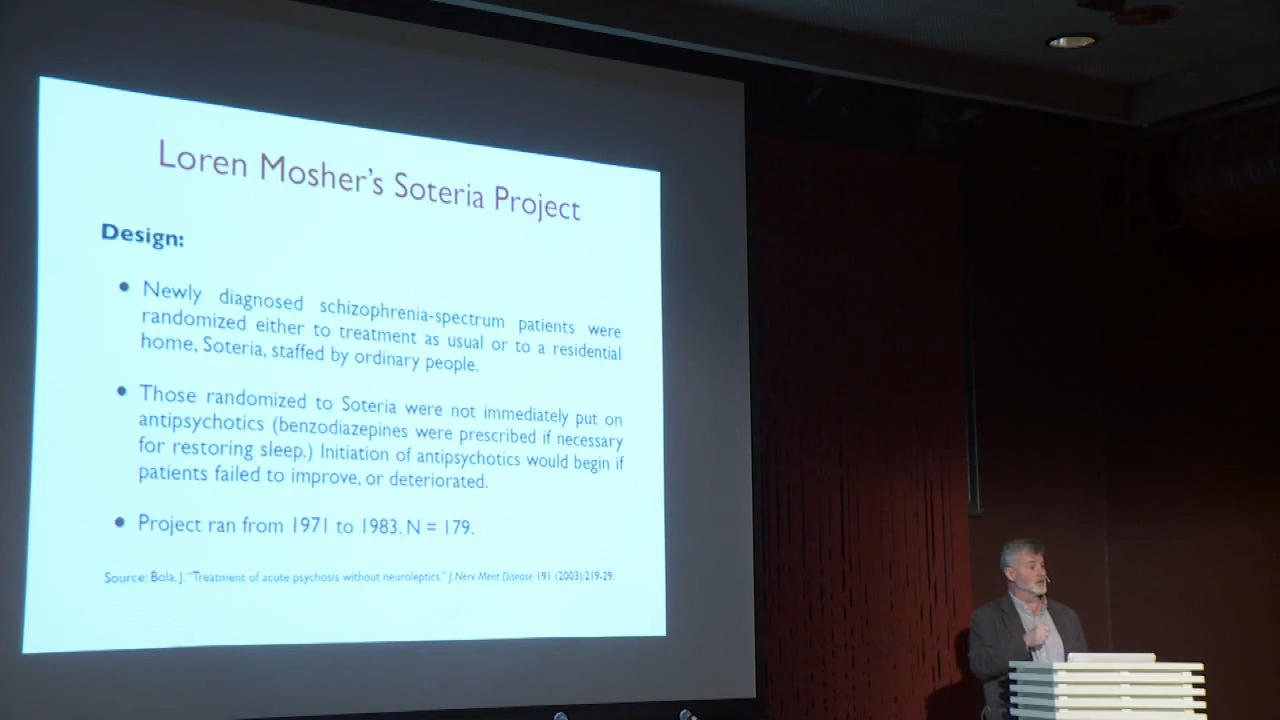 Loren Mosher's Soteria Project
Design:
• Newly diagnosed schizophrenia-spectrum patients were
randomized either to treatment as usual or to a residential
home, Soteria, staffed by ordinary people.
• Those randomized to Soteria were not immediately put on
antipsychotics (benzodiazepines were prescribed if necessary
for restoring sleep.) Initiation of antipsychotics would begin if
patients failed to improve, or deteriorated.
• Project ran from 1971 to 1983. N = 179.
Source: Bola, J. "Treatment of acute psychosis without neuroleptics." J Nerv Ment Disease 191 (2003):219-29.